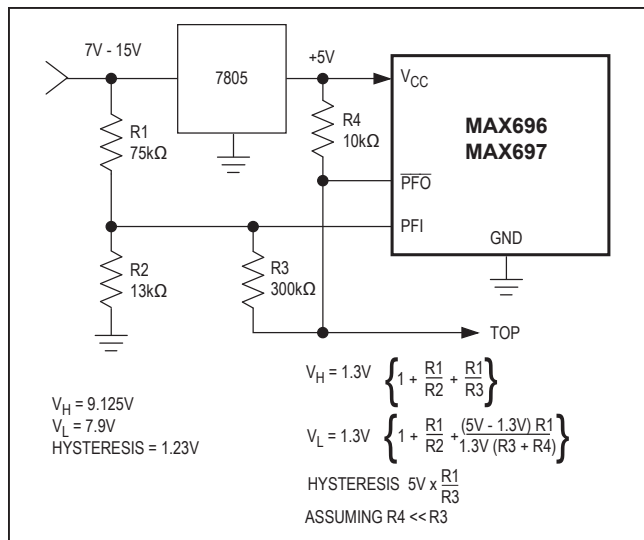 7V - 15V
+5V
7805
VCC
R4
10kΩ
MAX696
MAX697
R1
75kΩ
P̅F̅O̅
PFI
GND
R2
13kΩ
R3
300kΩ
TOP
VH = 9.125V
VL = 7.9V
HYSTERESIS = 1.23V
VH = 1.3V {1 + R1/R2 + R1/R3}
VL = 1.3V {1 + R1/R2 + (5V - 1.3V) R1/1.3V (R3 + R4)}
HYSTERESIS 5V x R1/R3
ASSUMING R4 << R3